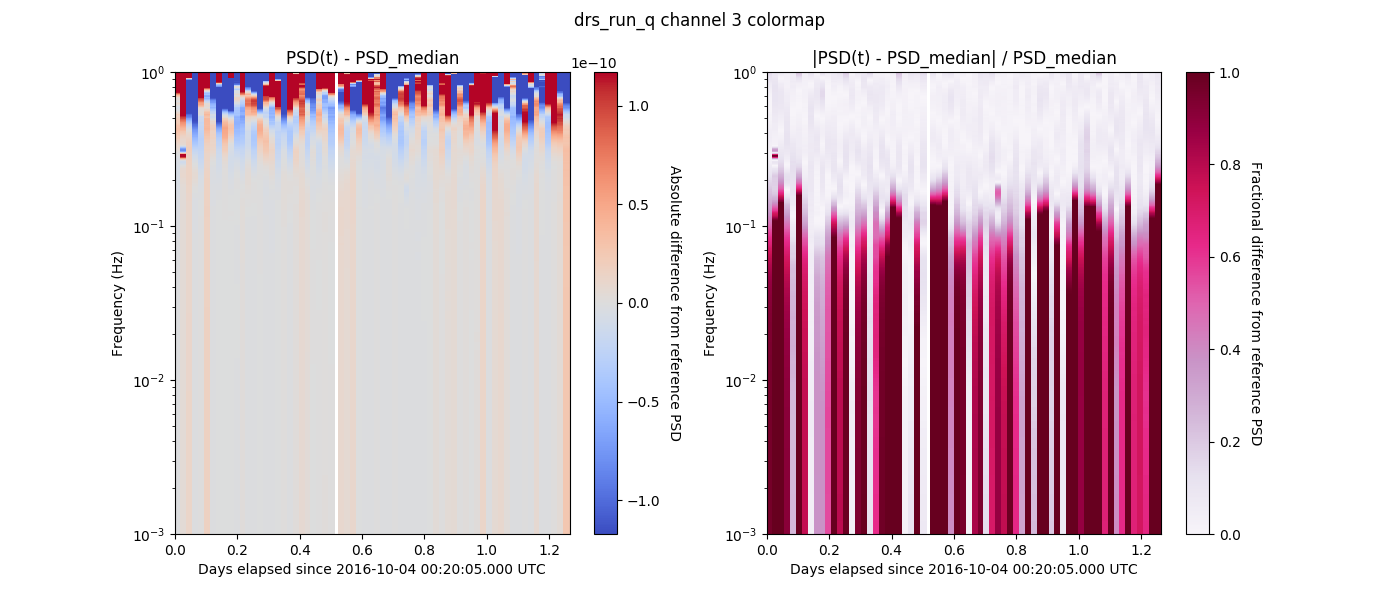 drs_run_q channel 3 colormap
PSD(t) - PSD_median
1e−10
10^0
10^-1
10^-2
10^-3
Frequency (Hz)
0.0 0.2 0.4 0.6 0.8 1.0 1.2
Days elapsed since 2016-10-04 00:20:05.000 UTC
1.0
0.5
0.0
−0.5
−1.0
Absolute difference from reference PSD
|PSD(t) - PSD_median| / PSD_median
10^0
10^-1
10^-2
10^-3
Frequency (Hz)
0.0 0.2 0.4 0.6 0.8 1.0 1.2
Days elapsed since 2016-10-04 00:20:05.000 UTC
1.0
0.8
0.6
0.4
0.2
0.0
Fractional difference from reference PSD